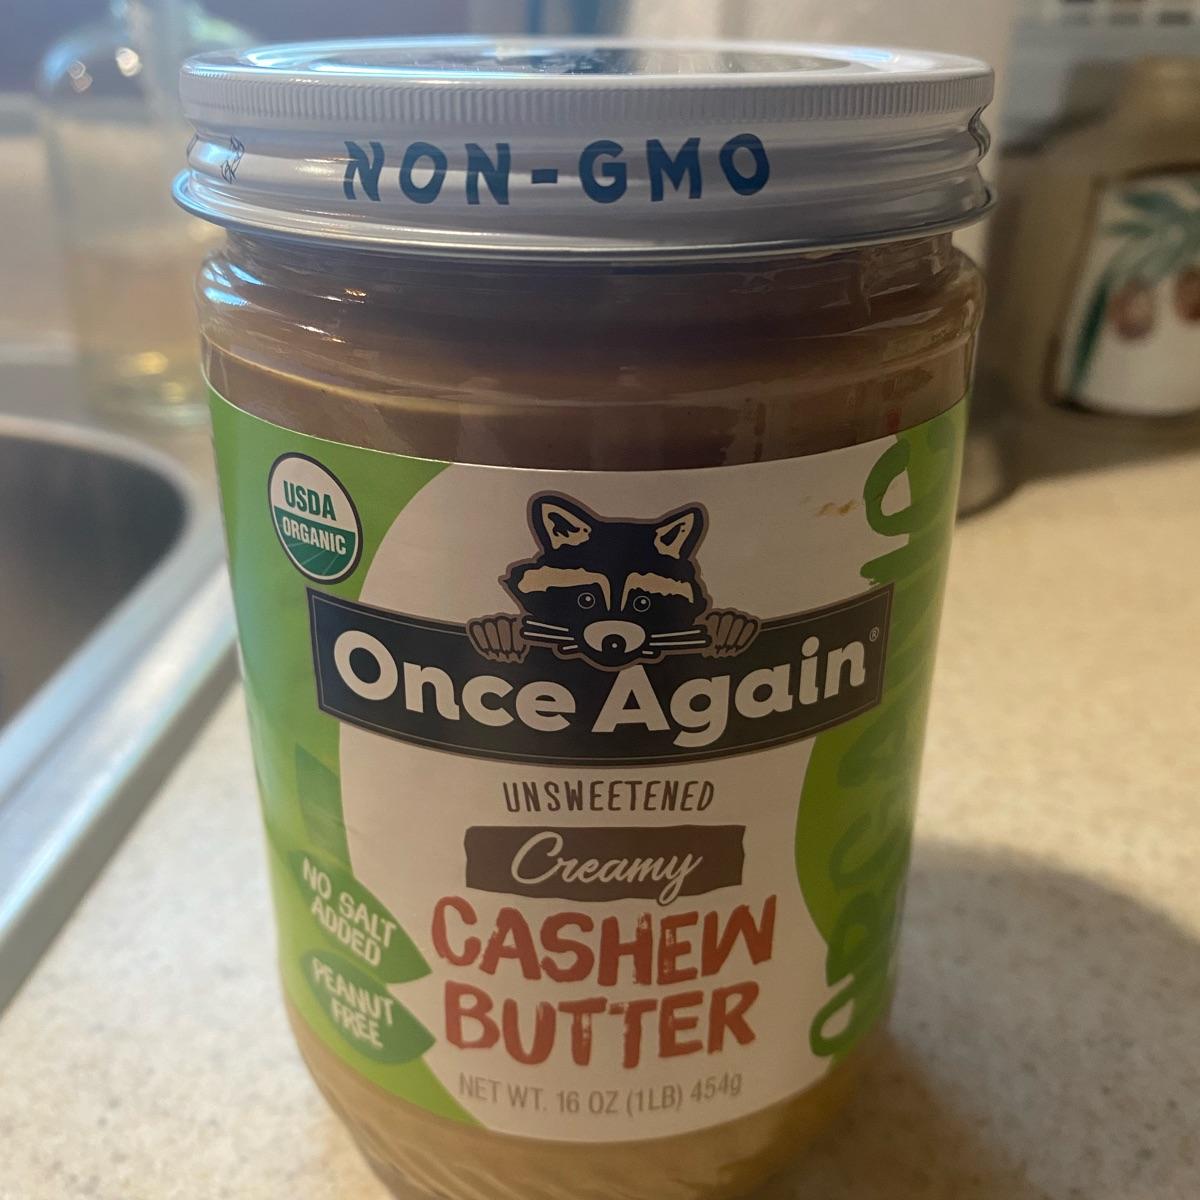 NON-GMO
USDA
ORGANIC
Once Again®
UNSWEETENED
Creamy
CASHEW
BUTTER
NO SALT
ADDED
PEANUT
FREE
NET WT. 16 OZ (1LB) 454g
ORGANIC